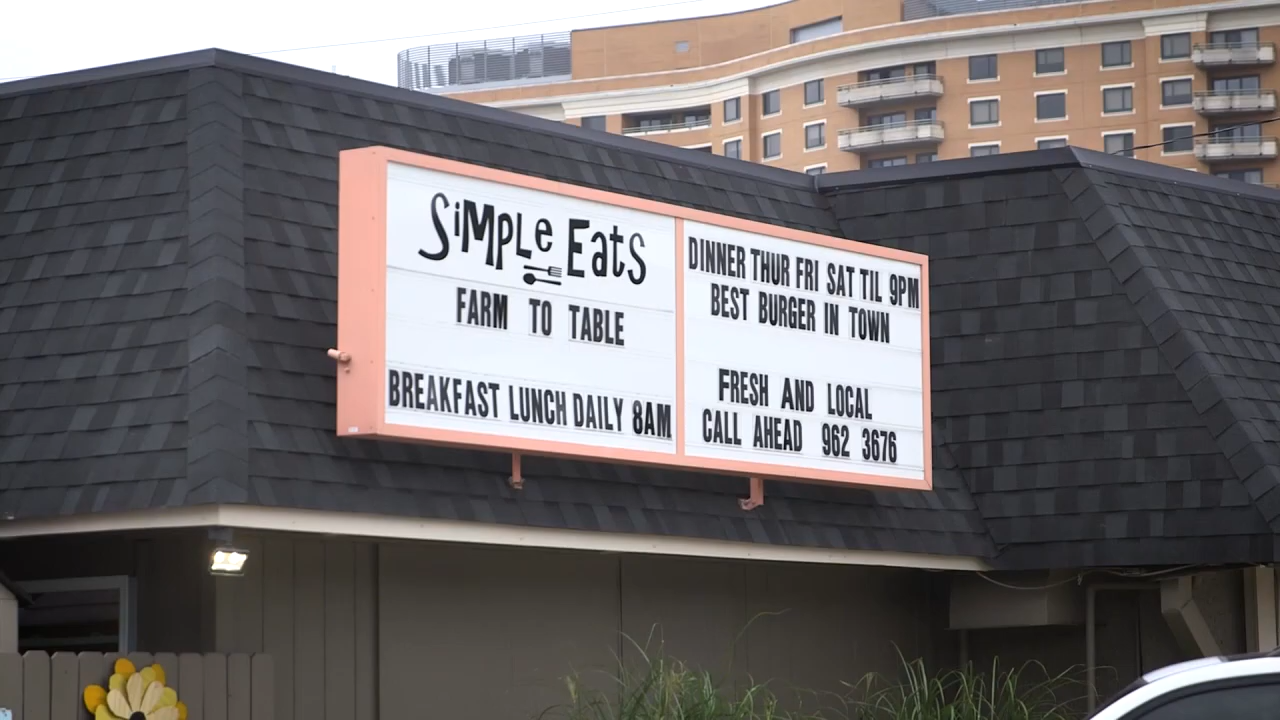 SiMPLe Eats
FARM TO TABLE
BREAKFAST LUNCH DAILY 8AM
DINNER THUR FRI SAT TIL 9PM
BEST BURGER IN TOWN
FRESH AND LOCAL
CALL AHEAD 962 3676